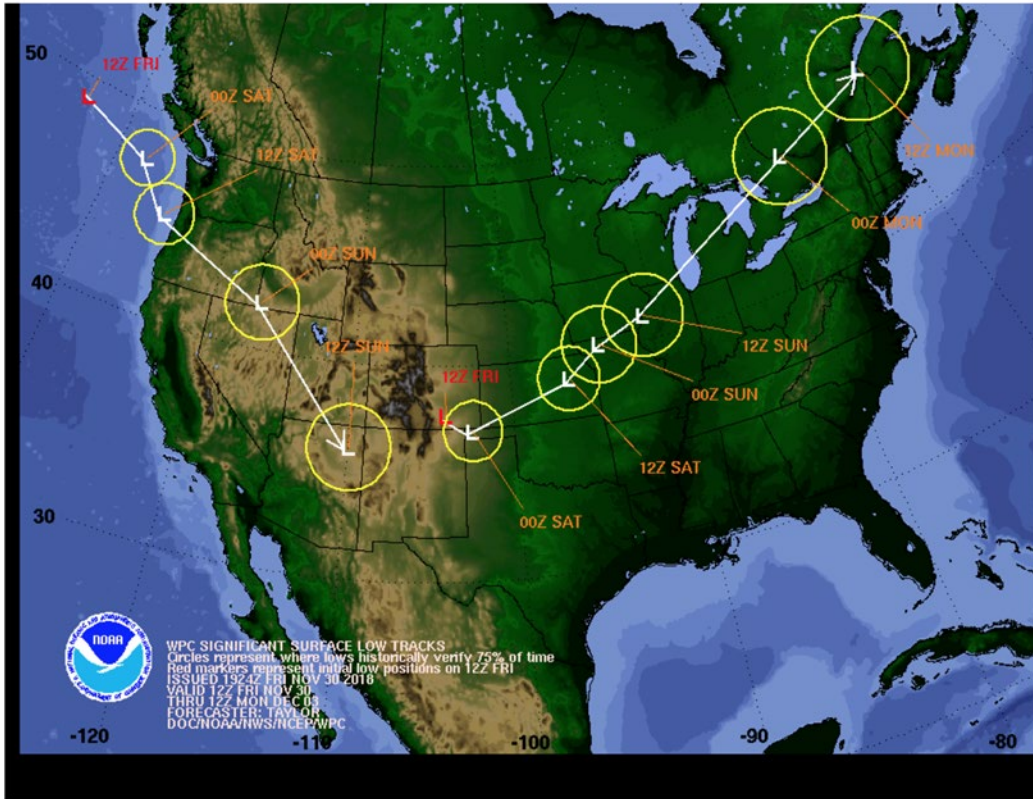 50
12Z FRI
00Z SAT
12Z SAT
00Z SUN
12Z SUN
40
30
12Z FRI
00Z SAT
12Z SAT
00Z SUN
12Z SUN
00Z MON
12Z MON
L
L
L
L
L
L
L
L
L
L
L
L
NOAA
WPC SIGNIFICANT SURFACE LOW TRACKS
Circles represent where lows historically verify 75% of time
Red markers represent initial low positions on 12Z FRI
ISSUED 1924Z FRI NOV 30 2018
VALID 12Z FRI NOV 30
THRU 12Z MON DEC 03
FORECASTER: TAYLOR
DOC/NOAA/NWS/NCEP/WPC
-120
-110
-100
-90
-80